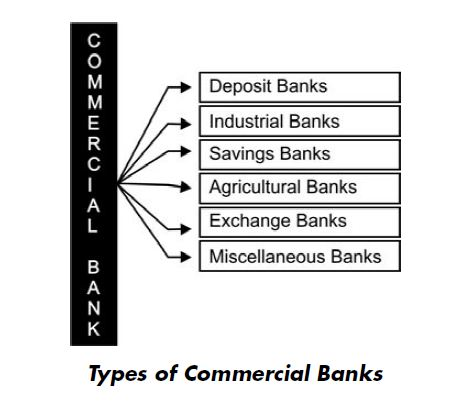 COMMERCIAL BANK
Deposit Banks
Industrial Banks
Savings Banks
Agricultural Banks
Exchange Banks
Miscellaneous Banks
Types of Commercial Banks